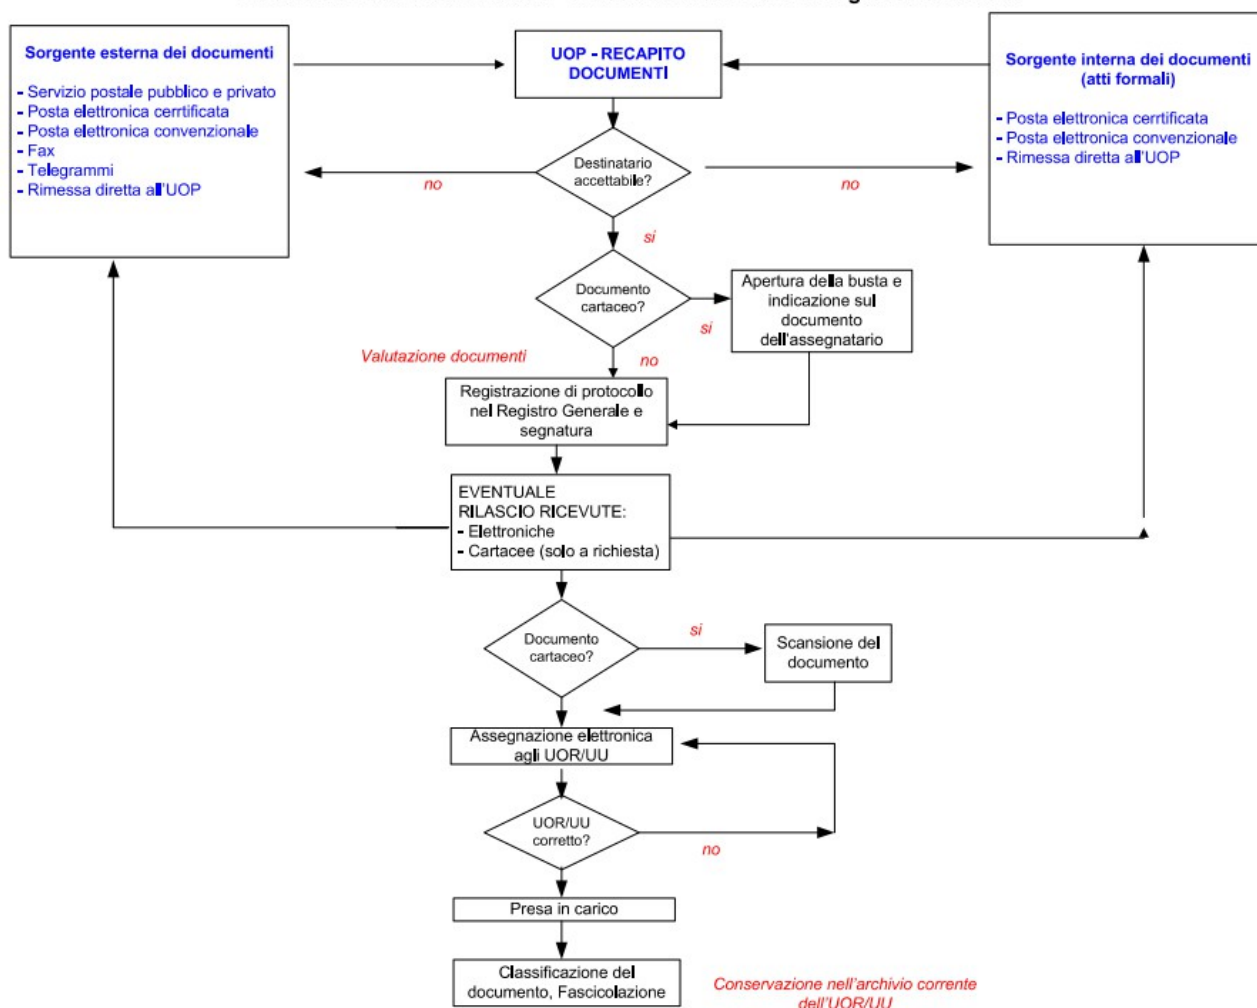 Sorgente esterna dei documenti
- Servizio postale pubblico e privato
- Posta elettronica cerrtificata
- Posta elettronica convenzionale
- Fax
- Telegrammi
- Rimessa diretta all'UOP
UOP - RECAPITO
DOCUMENTI
Sorgente interna dei documenti
(atti formali)
- Posta elettronica cerrtificata
- Posta elettronica convenzionale
- Rimessa diretta all'UOP
Destinatario
accettabile?
no
no
si
Documento
cartaceo?
si
Apertura della busta e
indicazione sul
documento
dell'assegnatario
Valutazione documenti
no
Registrazione di protocollo
nel Registro Generale e
segnatura
EVENTUALE
RILASCIO RICEVUTE:
- Elettroniche
- Cartacee (solo a richiesta)
Documento
cartaceo?
si
Scansione del
documento
Assegnazione elettronica
agli UOR/UU
UOR/UU
corretto?
no
Presa in carico
Classificazione del
documento, Fascicolazione
Conservazione nell'archivio corrente
dell'UOR/UU